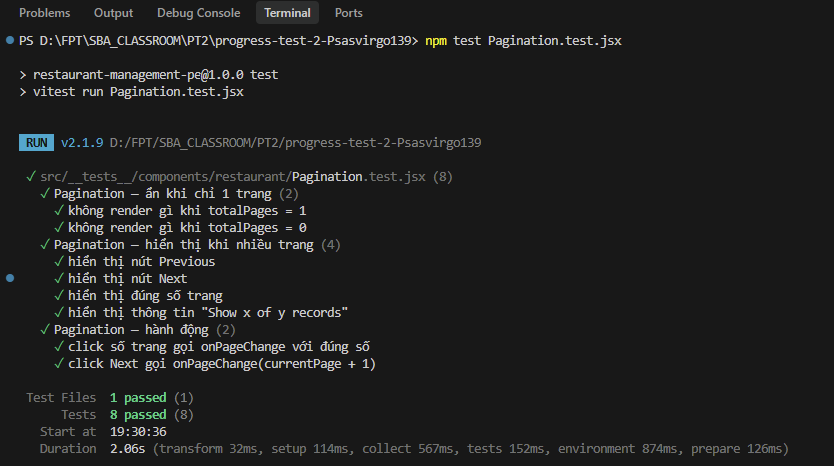 Problems Output Debug Console Terminal Ports
PS D:\FPT\SBA_CLASSROOM\PT2\progress-test-2-Psasvirgo139> npm test Pagination.test.jsx
> restaurant-management-pe@1.0.0 test
> vitest run Pagination.test.jsx
RUN v2.1.9 D:/FPT/SBA_CLASSROOM/PT2/progress-test-2-Psasvirgo139
✓ src/__tests__/components/restaurant/Pagination.test.jsx (8)
✓ Pagination — ẩn khi chỉ 1 trang (2)
✓ không render gì khi totalPages = 1
✓ không render gì khi totalPages = 0
✓ Pagination — hiển thị khi nhiều trang (4)
✓ hiển thị nút Previous
✓ hiển thị nút Next
✓ hiển thị đúng số trang
✓ hiển thị thông tin "Show x of y records"
✓ Pagination — hành động (2)
✓ click số trang gọi onPageChange với đúng số
✓ click Next gọi onPageChange(currentPage + 1)
Test Files 1 passed (1)
Tests 8 passed (8)
Start at 19:30:36
Duration 2.06s (transform 32ms, setup 114ms, collect 567ms, tests 152ms, environment 874ms, prepare 126ms)